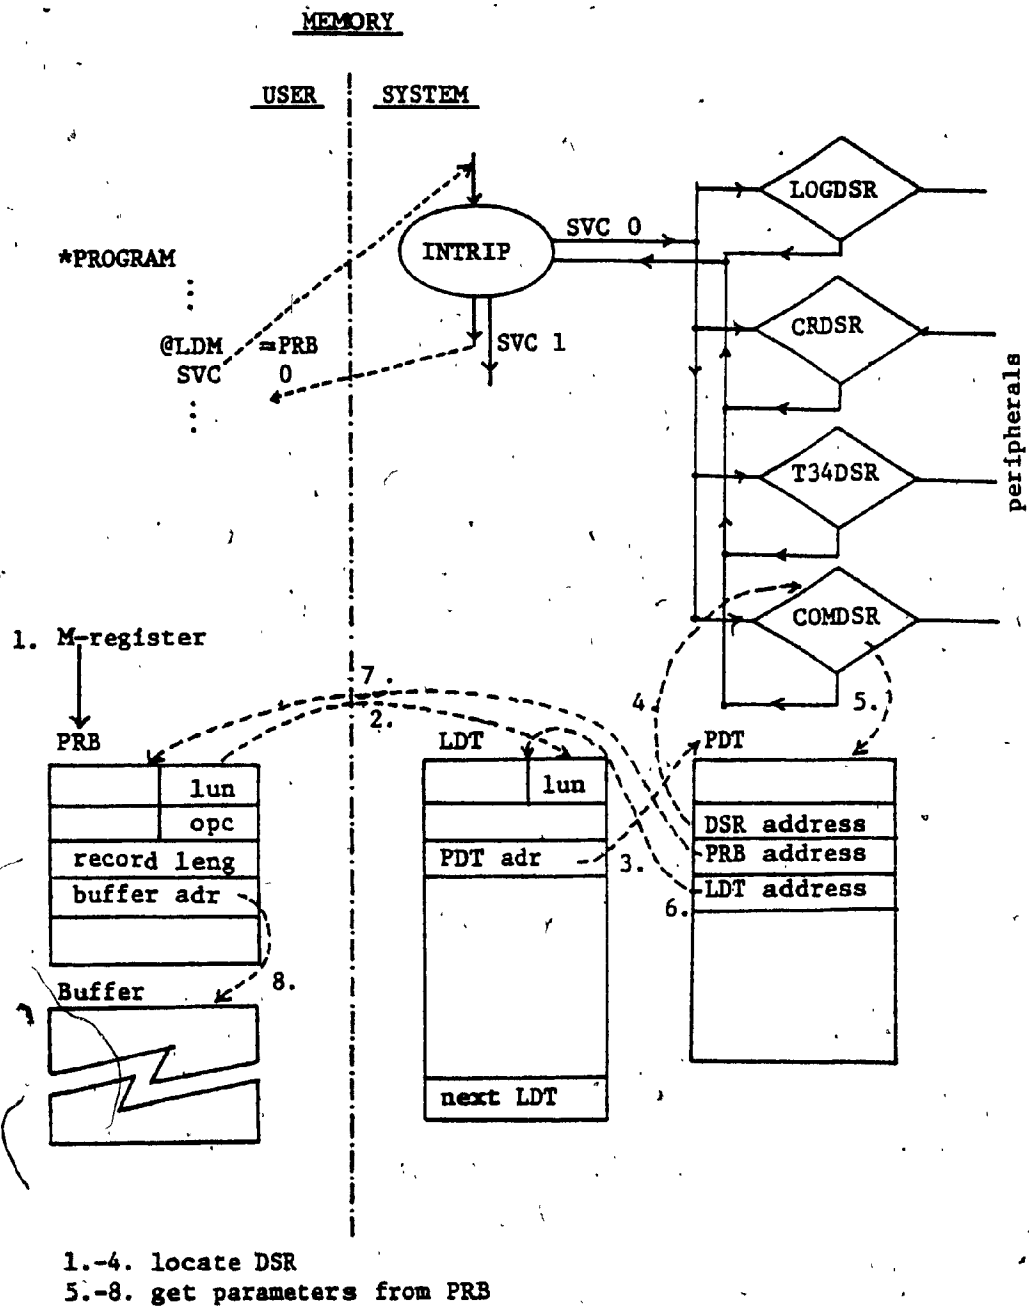 MEMORY
USER SYSTEM
LOGDSR
SVC 0
INTRIP
*PROGRAM
CRDSR
@LDM =PRB
SVC 0
SVC 1
peripherals
T34DSR
COMDSR
1. M-register
7.
2.
4.
5.
PRB
LDT
PDT
lun
opc
record leng
buffer adr
lun
PDT adr
3.
DSR address
PRB address
LDT address
6.
8.
Buffer
next LDT
1.-4. locate DSR
5.-8. get parameters from PRB